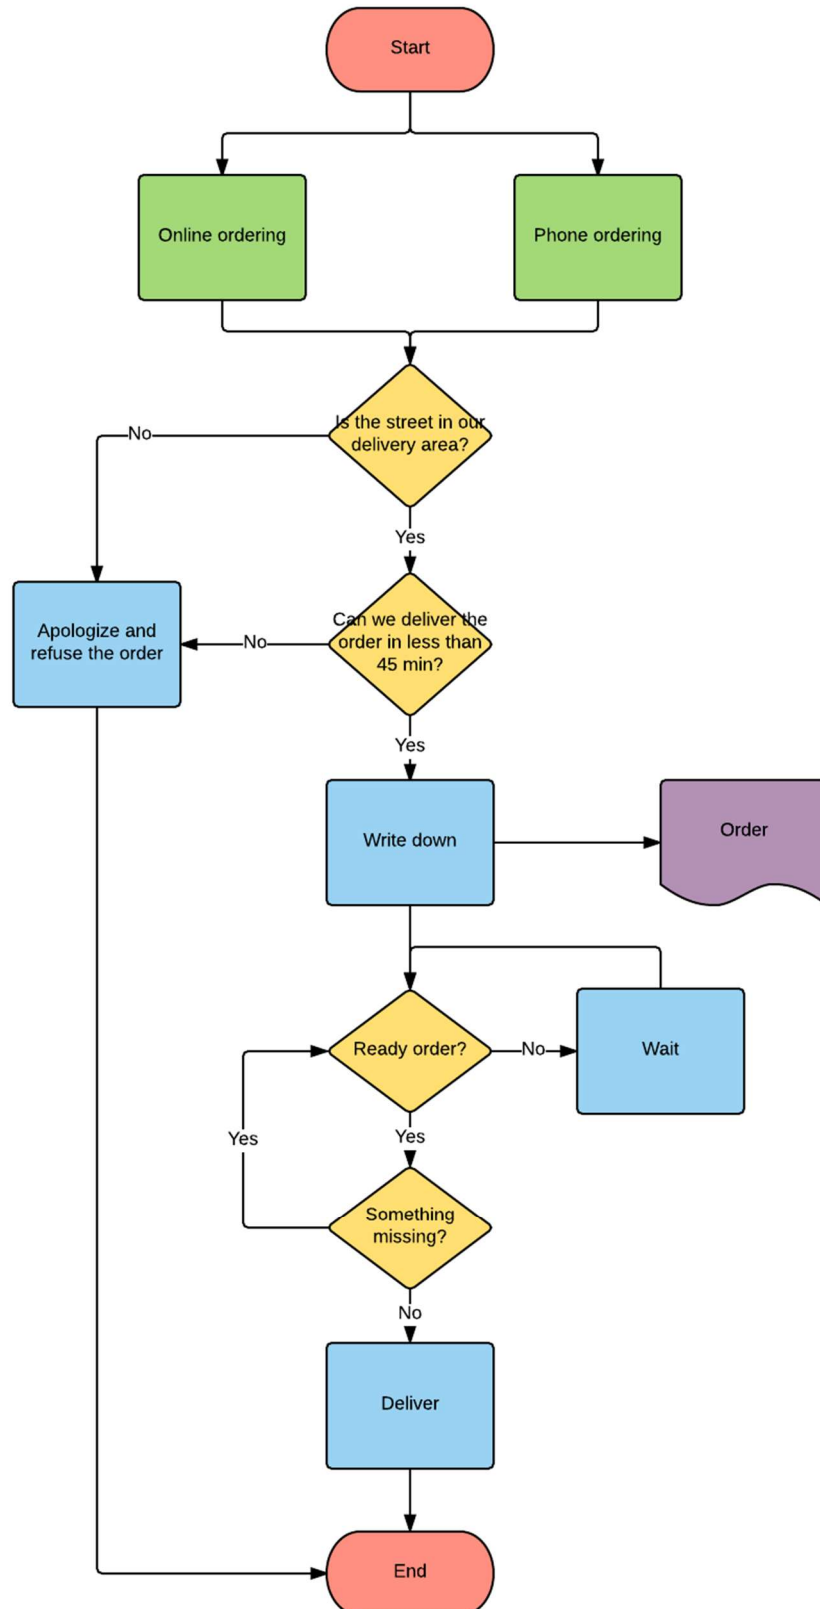 Start
Online ordering
Phone ordering
Is the street in our
delivery area?
No
Yes
Can we deliver the
order in less than
45 min?
No
Apologize and
refuse the order
Yes
Write down
Order
Ready order?
No
Wait
Yes
Yes
Something
missing?
No
Deliver
End